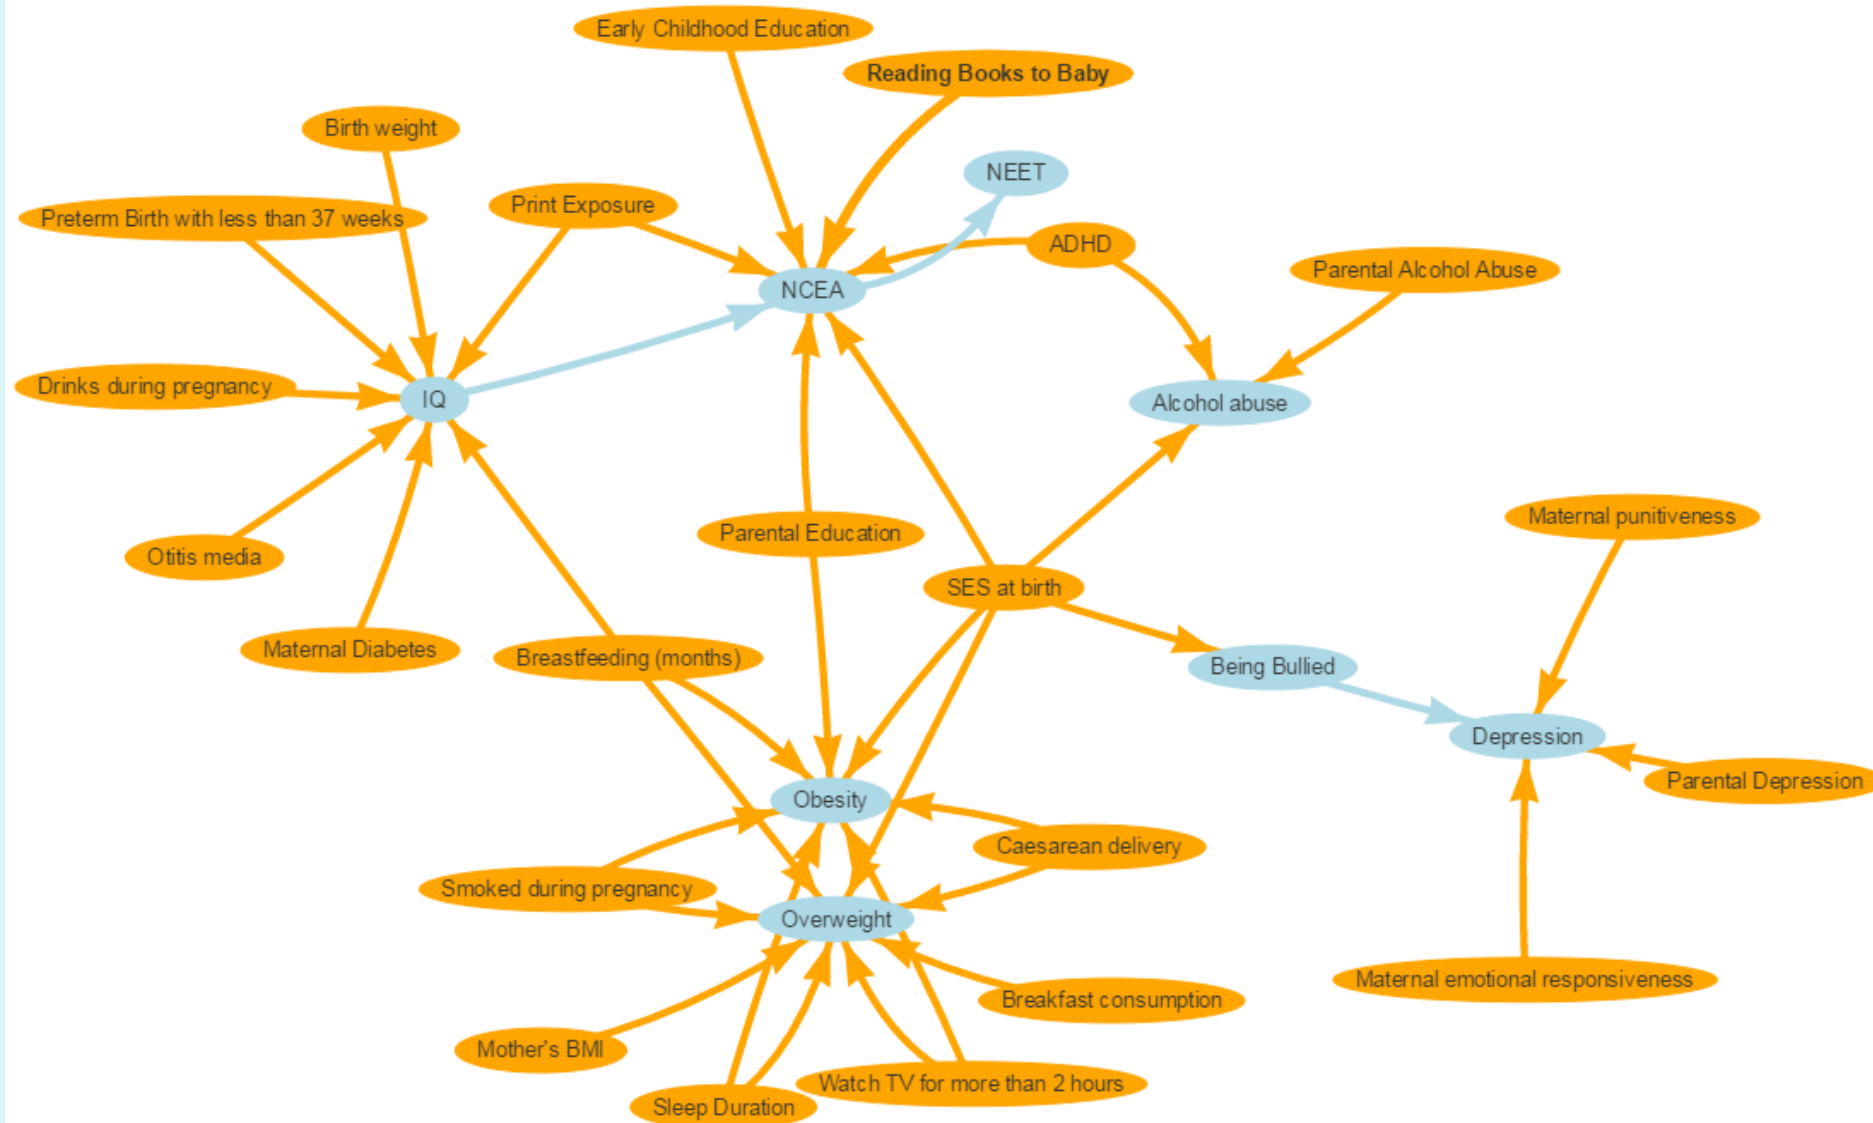 Early Childhood Education
Reading Books to Baby
Birth weight
NEET
Print Exposure
Preterm Birth with less than 37 weeks
ADHD
Parental Alcohol Abuse
NCEA
Drinks during pregnancy
IQ
Alcohol abuse
Maternal punitiveness
Parental Education
Otitis media
SES at birth
Maternal Diabetes
Breastfeeding (months)
Being Bullied
Depression
Parental Depression
Obesity
Caesarean delivery
Smoked during pregnancy
Overweight
Maternal emotional responsiveness
Breakfast consumption
Mother's BMI
Watch TV for more than 2 hours
Sleep Duration